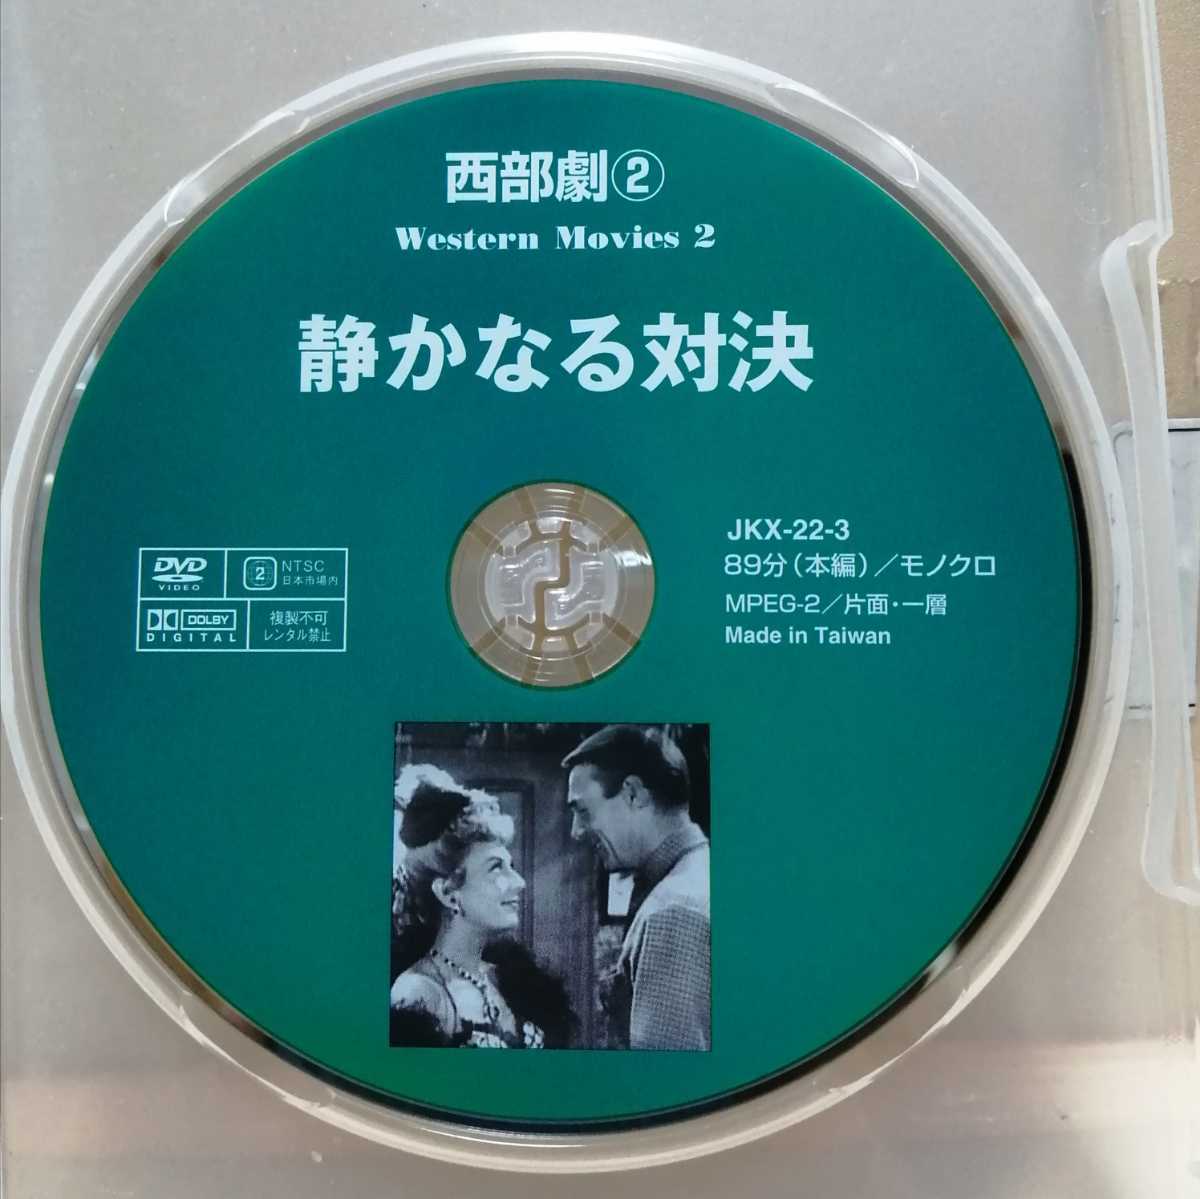 西部劇②
Western Movies 2
静かなる対決
DVD
VIDEO
2
NTSC
日本市場内
DOLBY
DIGITAL
複製不可
レンタル禁止
JKX-22-3
89分（本編）／モノクロ
MPEG-2／片面・一層
Made in Taiwan